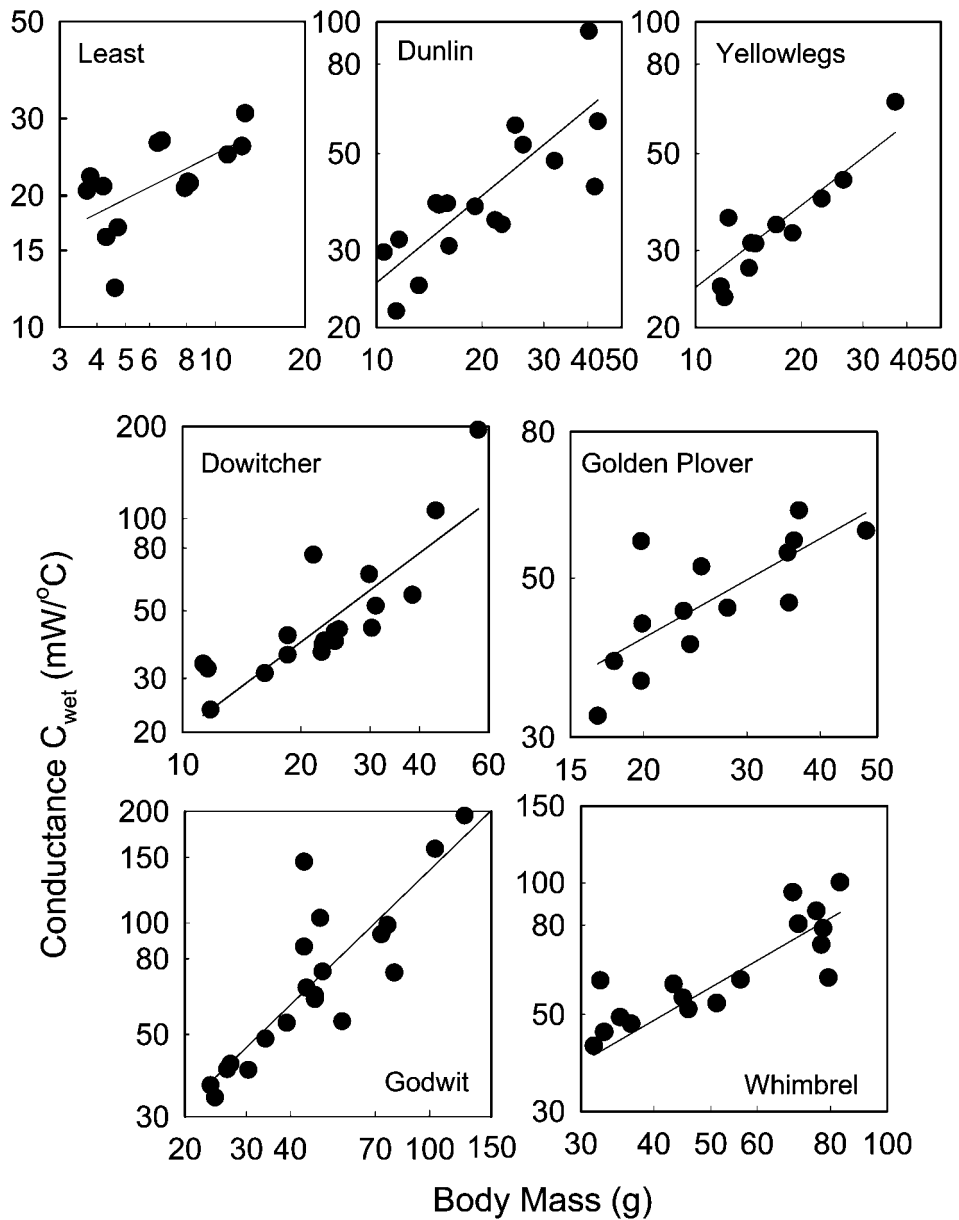 50
30
20
15
10
Least
3 4 5 6 8 10 20
100
80
50
30
20
Dunlin
10 20 30 4050
100
80
50
30
20
Yellowlegs
10 20 30 4050
Conductance Cwet (mW/oC)
200
100
80
50
30
20
Dowitcher
10 20 30 40 60
80
50
30
Golden Plover
15 20 30 40 50
200
150
100
80
50
30
Godwit
20 30 40 70 100 150
150
100
80
50
30
Whimbrel
30 40 50 60 80 100
Body Mass (g)